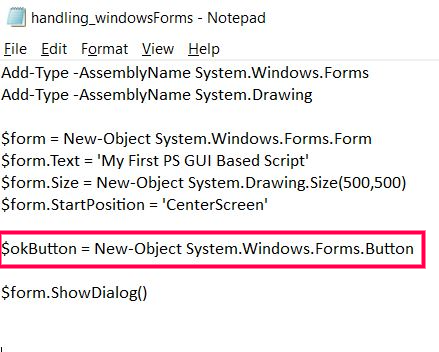 handling_windowsForms - Notepad
File Edit Format View Help
Add-Type -AssemblyName System.Windows.Forms
Add-Type -AssemblyName System.Drawing
$form = New-Object System.Windows.Forms.Form
$form.Text = 'My First PS GUI Based Script'
$form.Size = New-Object System.Drawing.Size(500,500)
$form.StartPosition = 'CenterScreen'
$okButton = New-Object System.Windows.Forms.Button
$form.ShowDialog()